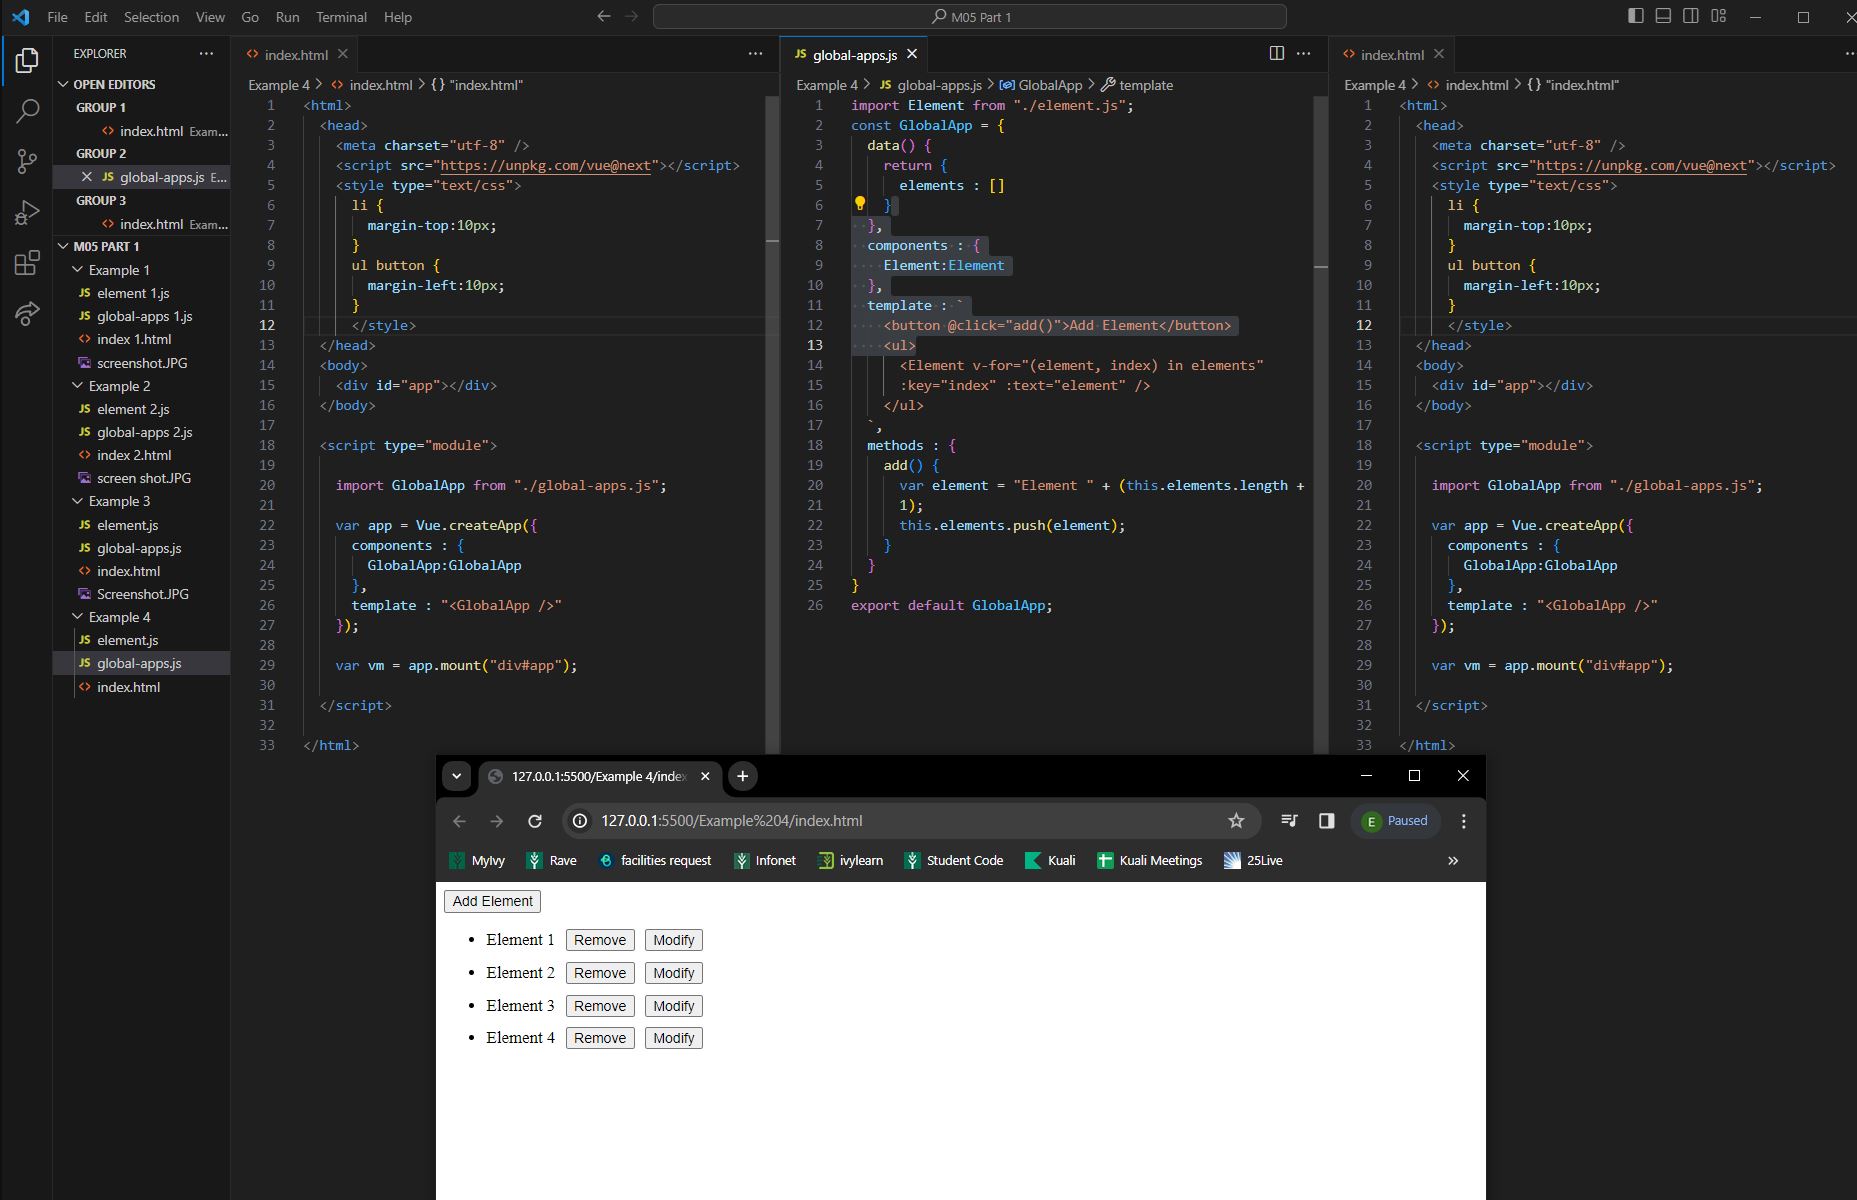 File Edit Selection View Go Run Terminal Help
M05 Part 1
EXPLORER
OPEN EDITORS
GROUP 1
index.html Exam...
GROUP 2
global-apps.js E...
GROUP 3
index.html Exam...
M05 PART 1
Example 1
element 1.js
global-apps 1.js
index 1.html
screenshot.JPG
Example 2
element 2.js
global-apps 2.js
index 2.html
screen shot.JPG
Example 3
element.js
global-apps.js
index.html
Screenshot.JPG
Example 4
element.js
global-apps.js
index.html
index.html
Example 4 > index.html > {} "index.html"
1 <html>
2 <head>
3 <meta charset="utf-8" />
4 <script src="https://unpkg.com/vue@next"></script>
5 <style type="text/css">
6 li {
7 margin-top:10px;
8 }
9 ul button {
10 margin-left:10px;
11 }
12 </style>
13 </head>
14 <body>
15 <div id="app"></div>
16 </body>
17
18 <script type="module">
19
20 import GlobalApp from "./global-apps.js";
21
22 var app = Vue.createApp({
23 components : {
24 GlobalApp:GlobalApp
25 },
26 template : "<GlobalApp />"
27 });
28
29 var vm = app.mount("div#app");
30
31 </script>
32
33 </html>
JS global-apps.js
Example 4 > JS global-apps.js > GlobalApp > template
1 import Element from "./element.js";
2 const GlobalApp = {
3 data() {
4 return {
5 elements : []
6 }
7 },
8 components : {
9 Element:Element
10 },
11 template : `
12 <button @click="add()">Add Element</button>
13 <ul>
14 <Element v-for="(element, index) in elements"
15 :key="index" :text="element" />
16 </ul>
17 `,
18 methods : {
19 add() {
20 var element = "Element " + (this.elements.length +
21 1);
22 this.elements.push(element);
23 }
24 }
25 }
26 export default GlobalApp;
index.html
Example 4 > index.html > {} "index.html"
1 <html>
2 <head>
3 <meta charset="utf-8" />
4 <script src="https://unpkg.com/vue@next"></script>
5 <style type="text/css">
6 li {
7 margin-top:10px;
8 }
9 ul button {
10 margin-left:10px;
11 }
12 </style>
13 </head>
14 <body>
15 <div id="app"></div>
16 </body>
17
18 <script type="module">
19
20 import GlobalApp from "./global-apps.js";
21
22 var app = Vue.createApp({
23 components : {
24 GlobalApp:GlobalApp
25 },
26 template : "<GlobalApp />"
27 });
28
29 var vm = app.mount("div#app");
30
31 </script>
32
33 </html>
127.0.0.1:5500/Example 4/index
127.0.0.1:5500/Example%204/index.html
E Paused
MyIvy Rave facilities request Infonet ivylearn Student Code Kuali Kuali Meetings 25Live
Add Element
• Element 1 Remove Modify
• Element 2 Remove Modify
• Element 3 Remove Modify
• Element 4 Remove Modify